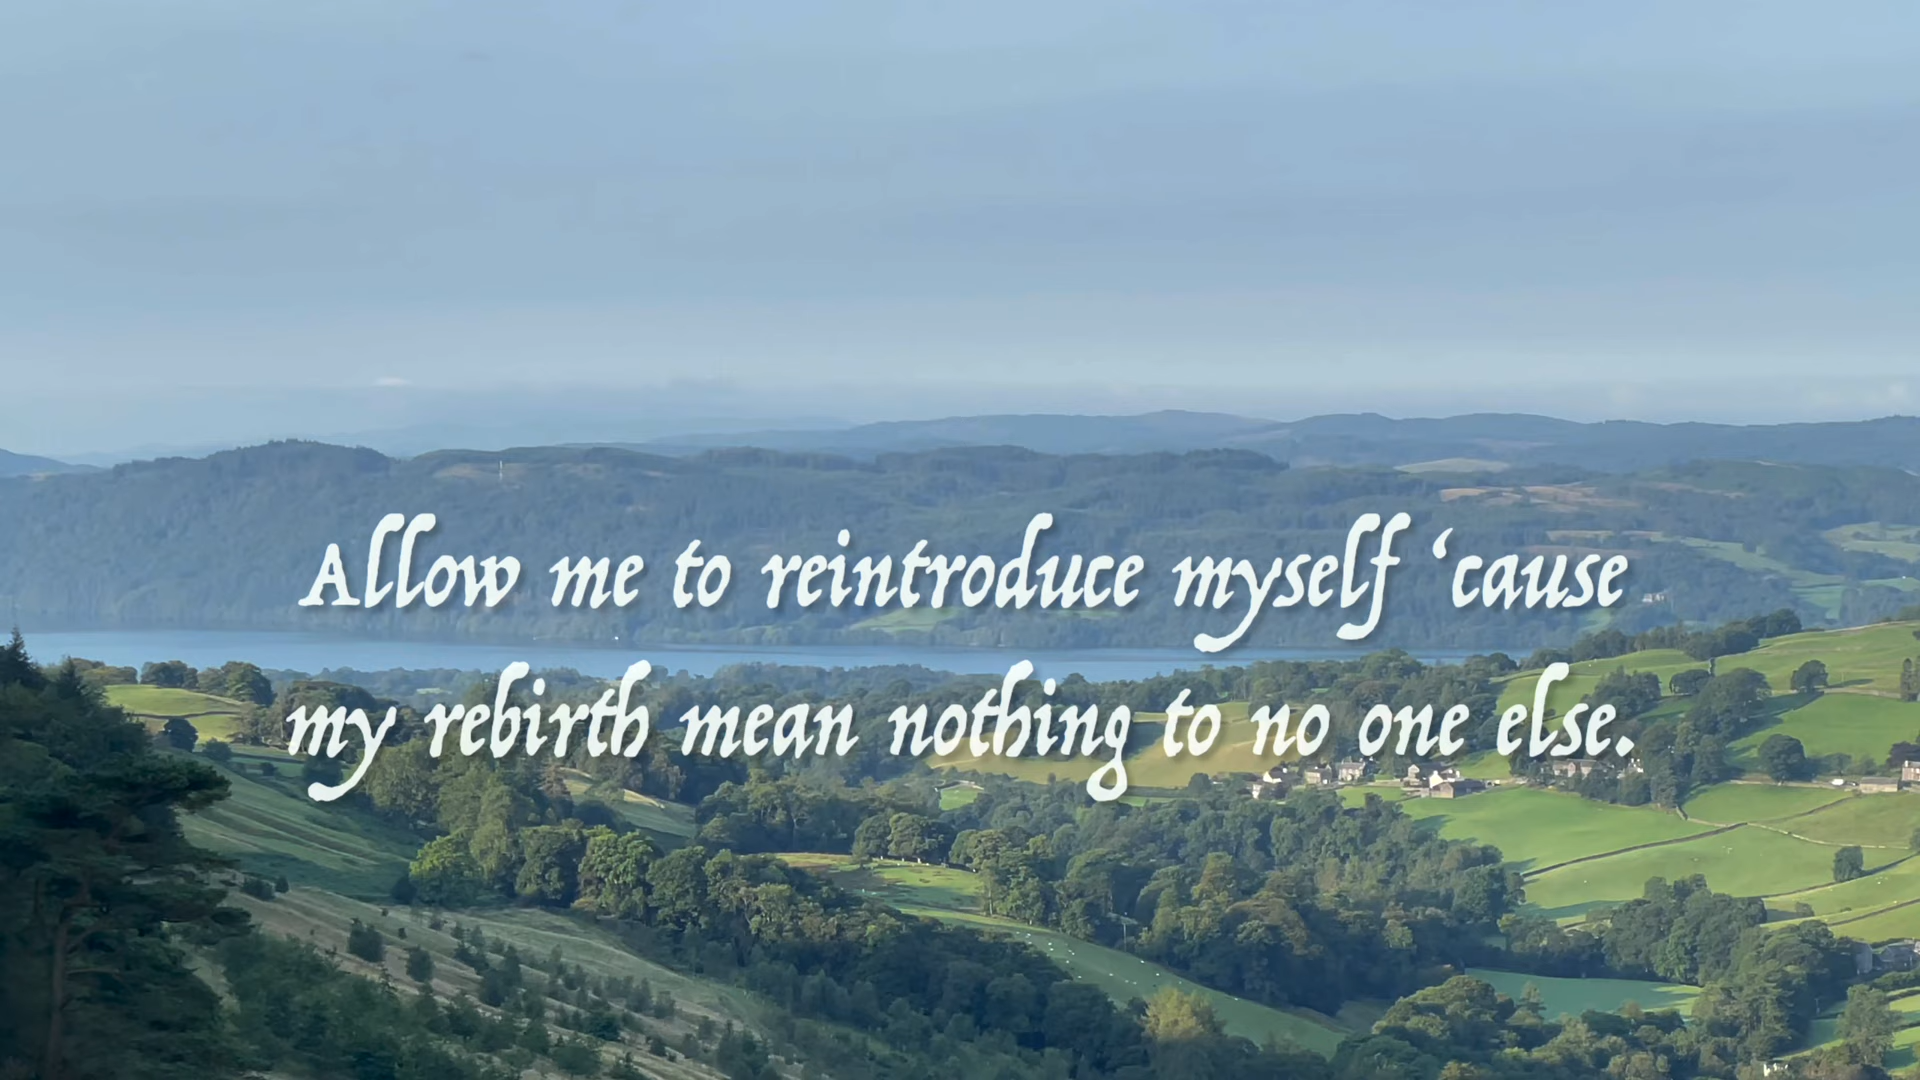 Allow me to reintroduce myself ‘cause
my rebirth mean nothing to no one else.